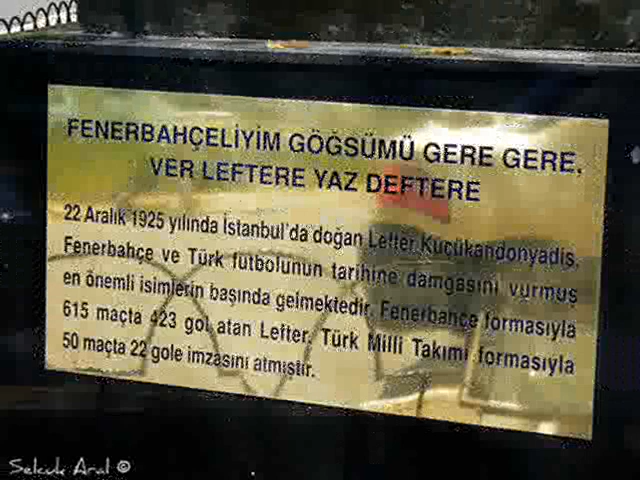 FENERBAHÇELİYİM GÖĞSÜMÜ GERE GERE,
VER LEFTERE YAZ DEFTERE
22 Aralık 1925 yılında İstanbul'da doğan Lefter Küçükandonyadis,
Fenerbahçe ve Türk futbolunun tarihine damgasını vurmuş
en önemli isimlerin başında gelmektedir. Fenerbahçe formasıyla
615 maçta 423 gol atan Lefter, Türk Milli Takımı formasıyla
50 maçta 22 gole imzasını atmıştır.
Selcuk Aral ©